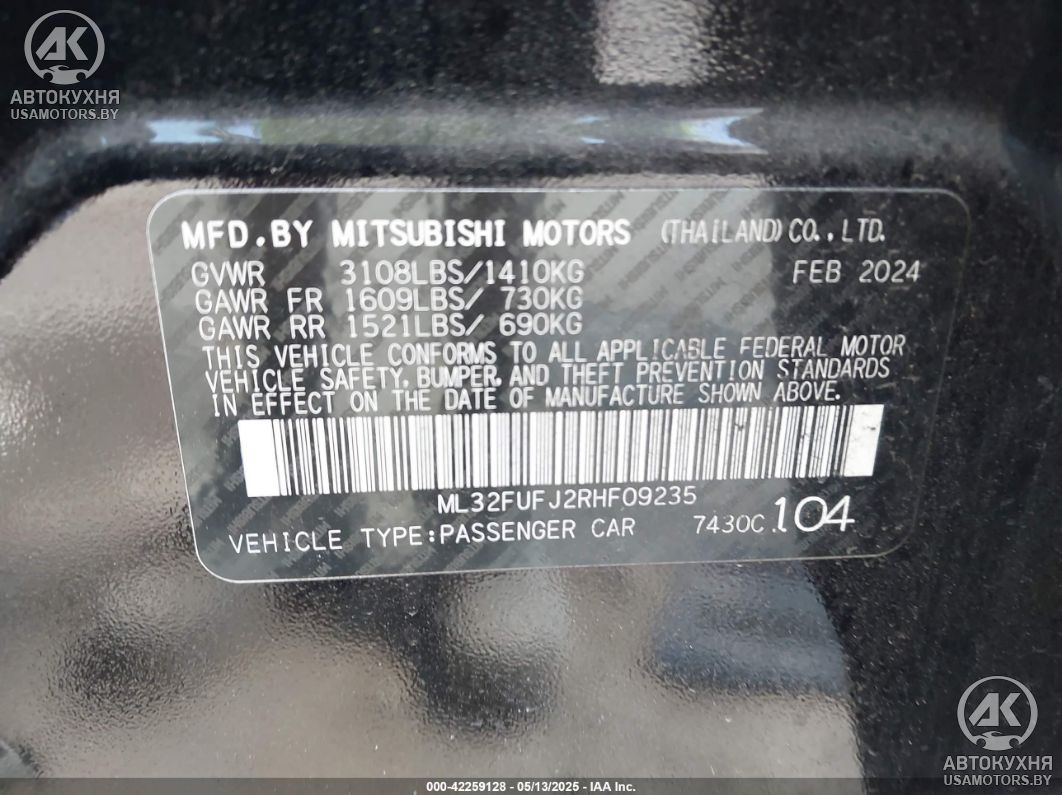 AK
АВТОКУХНЯ
USAMOTORS.BY
MFD.BY MITSUBISHI MOTORS (THAILAND)CO.,LTD.
GVWR 3108LBS/1410KG FEB 2024
GAWR FR 1609LBS/ 730KG
GAWR RR 1521LBS/ 690KG
THIS VEHICLE CONFORMS TO ALL APPLICABLE FEDERAL MOTOR
VEHICLE SAFETY, BUMPER, AND THEFT PREVENTION STANDARDS
IN EFFECT ON THE DATE OF MANUFACTURE SHOWN ABOVE.
ML32FUFJ2RHF09235
VEHICLE TYPE:PASSENGER CAR 7430C.104
AK
АВТОКУХНЯ
USAMOTORS.BY
000-42259128 - 05/13/2025 - IAA Inc.